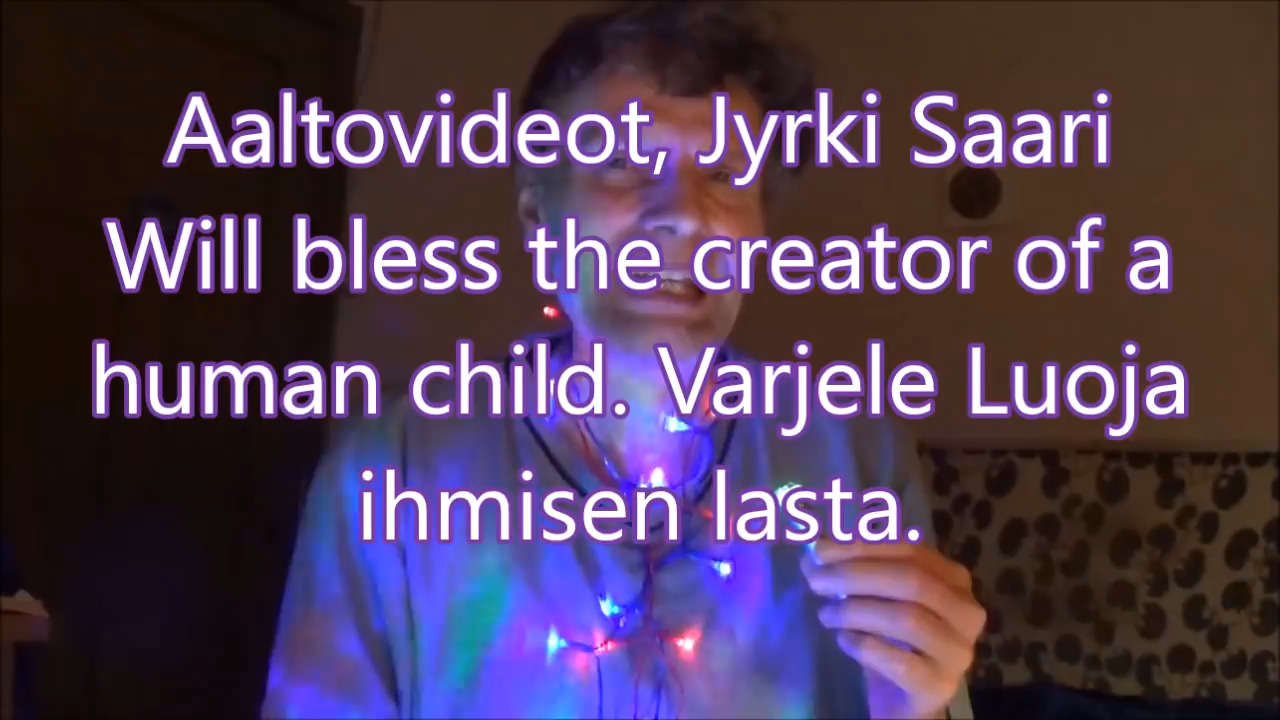 Aaltovideot, Jyrki Saari
Will bless the creator of a
human child. Varjele Luoja
ihmisen lasta.